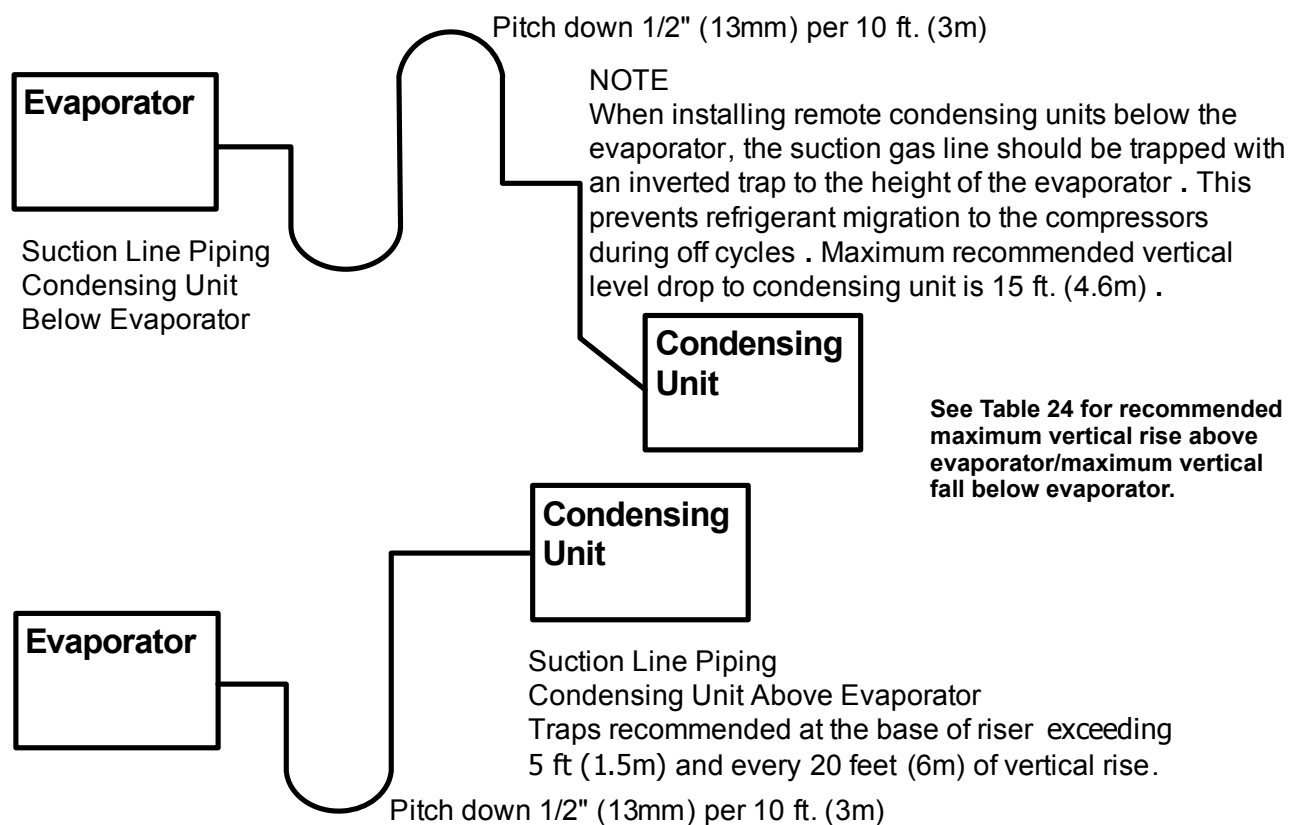 Pitch down 1/2" (13mm) per 10 ft. (3m)
Evaporator
NOTE
When installing remote condensing units below the
evaporator, the suction gas line should be trapped with
an inverted trap to the height of the evaporator . This
prevents refrigerant migration to the compressors
during off cycles . Maximum recommended vertical
level drop to condensing unit is 15 ft. (4.6m) .
Suction Line Piping
Condensing Unit
Below Evaporator
Condensing
Unit
See Table 24 for recommended
maximum vertical rise above
evaporator/maximum vertical
fall below evaporator.
Condensing
Unit
Evaporator
Suction Line Piping
Condensing Unit Above Evaporator
Traps recommended at the base of riser exceeding
5 ft (1.5m) and every 20 feet (6m) of vertical rise.
Pitch down 1/2" (13mm) per 10 ft. (3m)